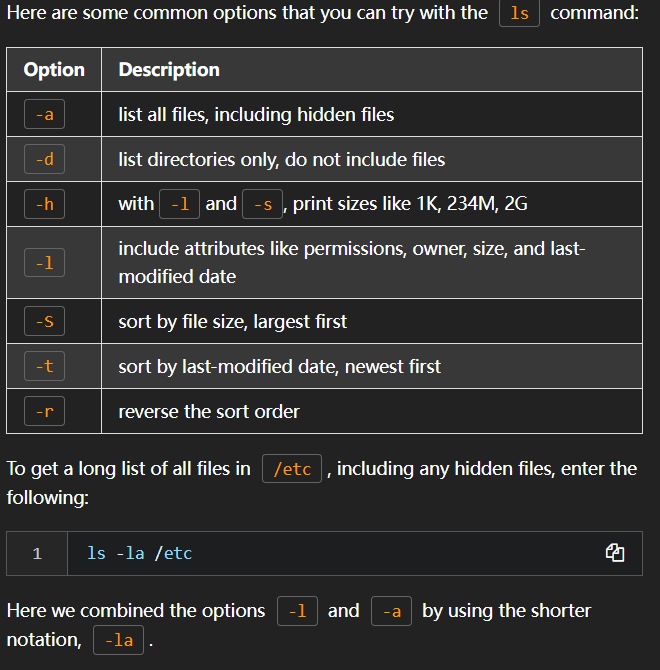 Here are some common options that you can try with the ls command:
Option Description
-a list all files, including hidden files
-d list directories only, do not include files
-h with -l and -s, print sizes like 1K, 234M, 2G
-l include attributes like permissions, owner, size, and last-
modified date
-S sort by file size, largest first
-t sort by last-modified date, newest first
-r reverse the sort order
To get a long list of all files in /etc , including any hidden files, enter the
following:
1 ls -la /etc
Here we combined the options -l and -a by using the shorter
notation, -la .